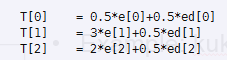 T[0] = 0.5*e[0]+0.5*ed[0]
T[1] = 3*e[1]+0.5*ed[1]
T[2] = 2*e[2]+0.5*ed[2]